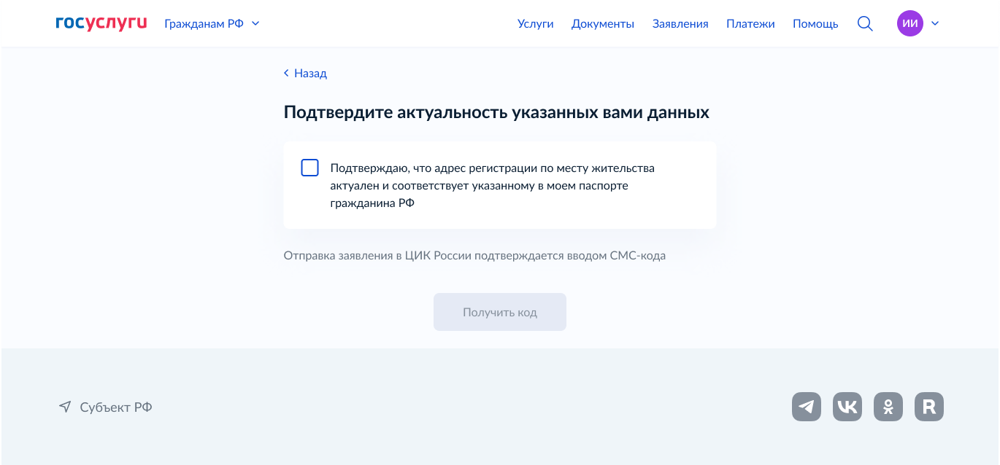 госуслуги Гражданам РФ Услуги Документы Заявления Платежи Помощь ИИ
Назад
Подтвердите актуальность указанных вами данных
Подтверждаю, что адрес регистрации по месту жительства
актуален и соответствует указанному в моем паспорте
гражданина РФ
Отправка заявления в ЦИК России подтверждается вводом СМС-кода
Получить код
Субъект РФ